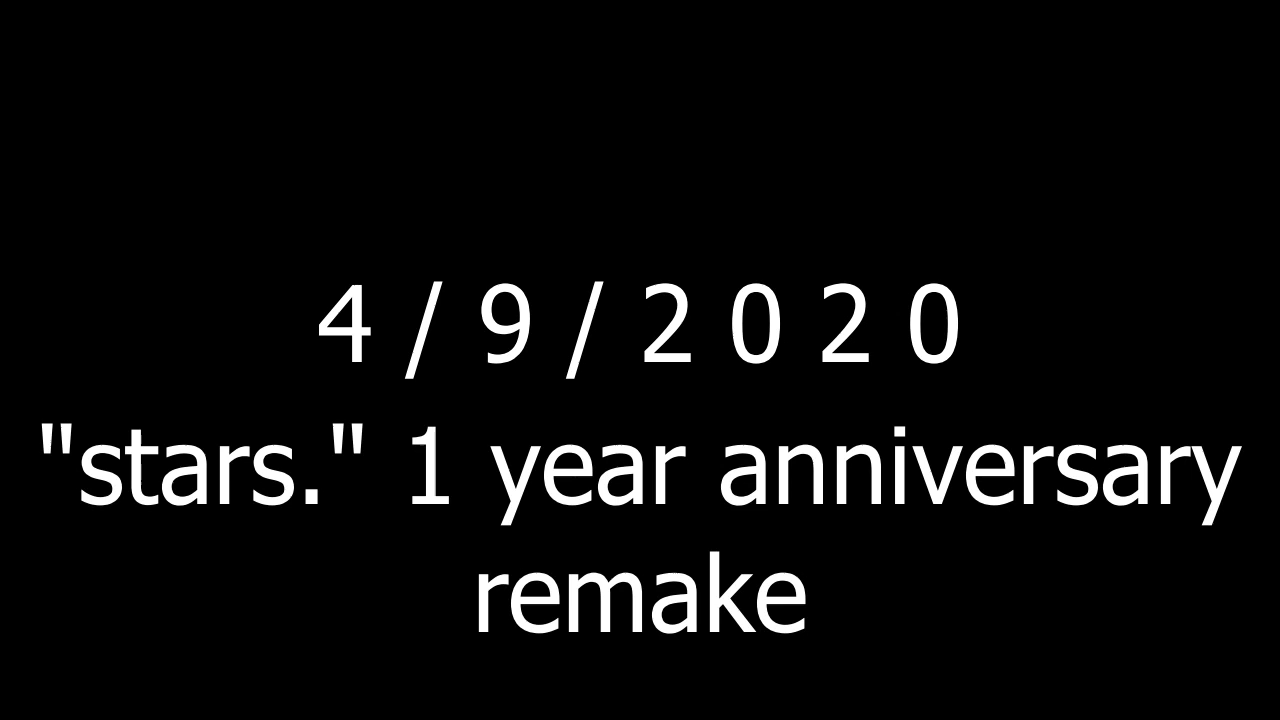 4 / 9 / 2 0 2 0
"stars." 1 year anniversary
remake